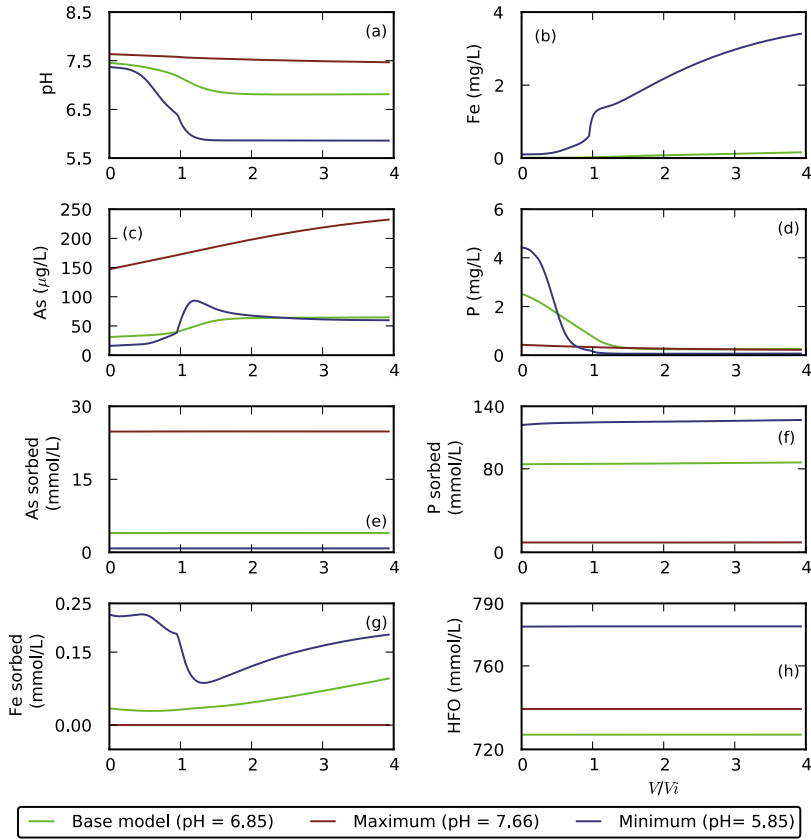 8.5
7.5
6.5
5.5
pH
(a)
0 1 2 3 4
4
2
0
Fe (mg/L)
(b)
0 1 2 3 4
250
200
150
100
50
0
As (μg/L)
(c)
0 1 2 3 4
6
4
2
0
P (mg/L)
(d)
0 1 2 3 4
30
15
0
As sorbed
(mmol/L)
(e)
0 1 2 3 4
140
80
0
P sorbed
(mmol/L)
(f)
0 1 2 3 4
0.25
0.15
0.00
Fe sorbed
(mmol/L)
(g)
0 1 2 3 4
790
760
720
HFO (mmol/L)
(h)
0 1 2 3 4
V/Vi
Base model (pH = 6.85) Maximum (pH = 7.66) Minimum (pH= 5.85)